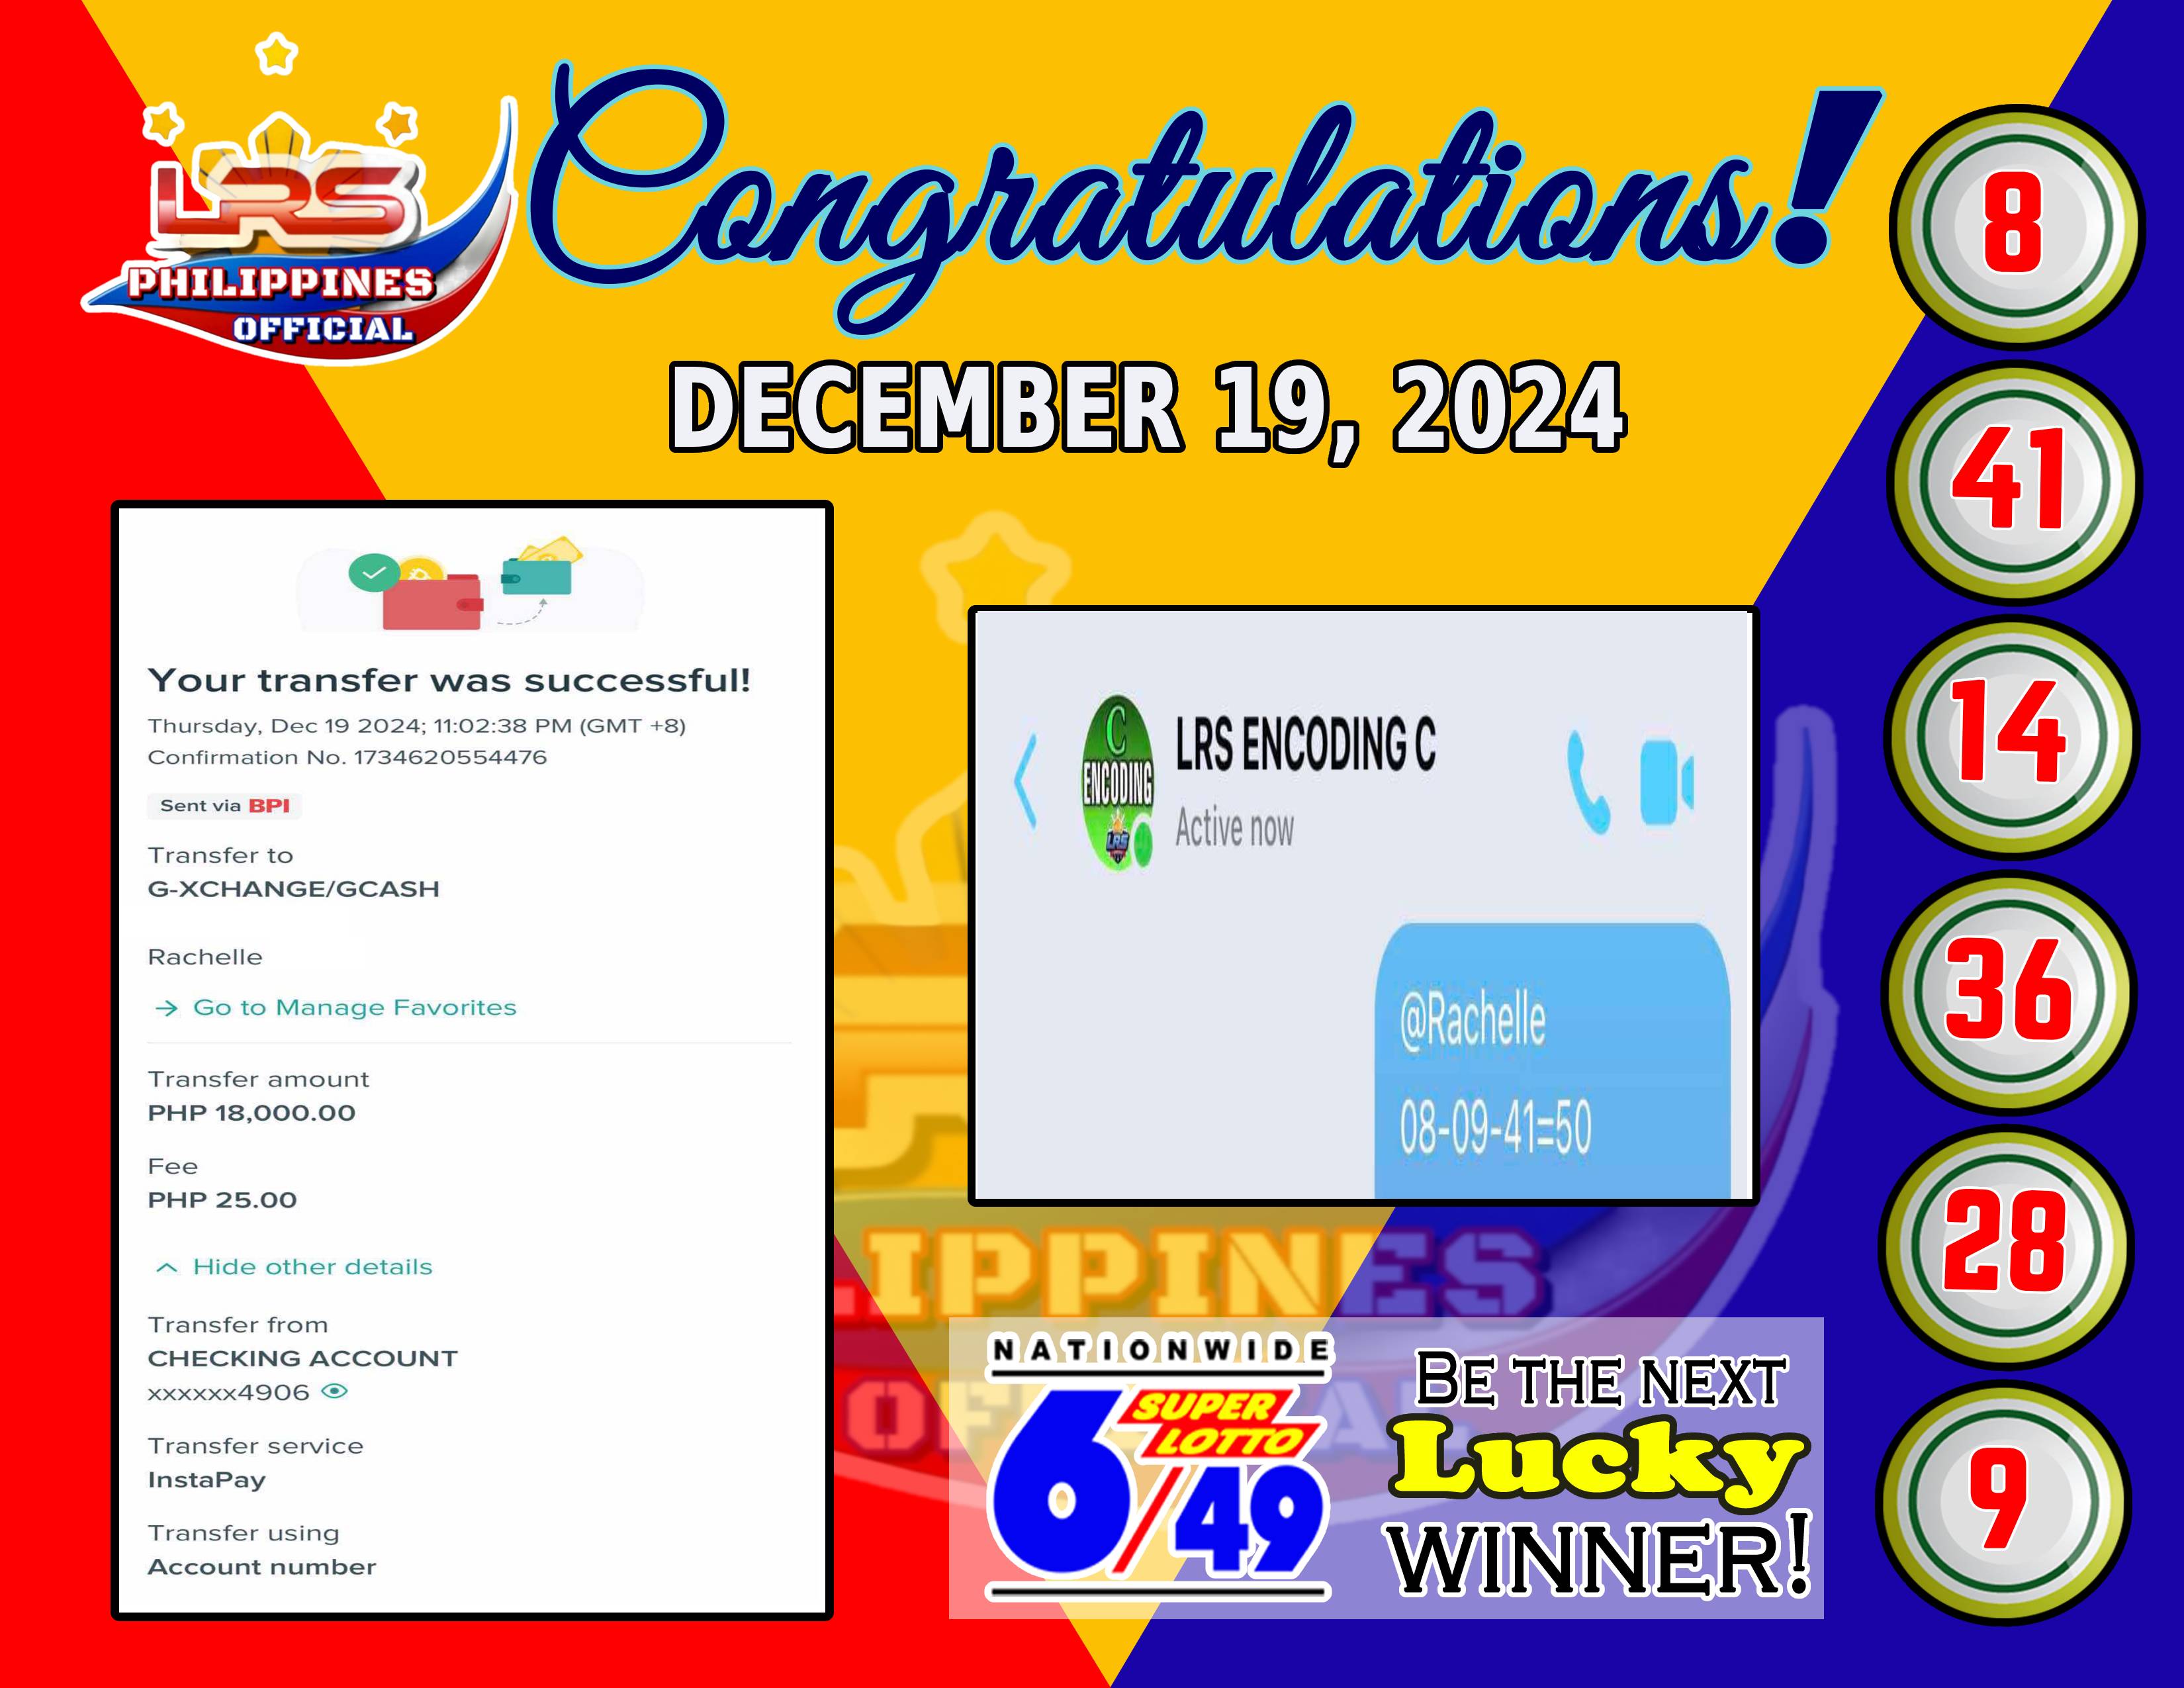 LRS
PHILIPPINES
OFFICIAL
Congratulations!
DECEMBER 19, 2024
Your transfer was successful!
Thursday, Dec 19 2024; 11:02:38 PM (GMT +8)
Confirmation No. 1734620554476
Sent via BPI
Transfer to
G-XCHANGE/GCASH
Rachelle
→ Go to Manage Favorites
Transfer amount
PHP 18,000.00
Fee
PHP 25.00
Hide other details
Transfer from
CHECKING ACCOUNT
xxxxxx4906
Transfer service
InstaPay
Transfer using
Account number
C
ENCODING
LRS
LRS ENCODING C
Active now
@Rachelle
08-09-41=50
LIPPINES
NATIONWIDE
SUPER
LOTTO
6/49
BE THE NEXT
Lucky
WINNER!
8
41
14
36
28
9